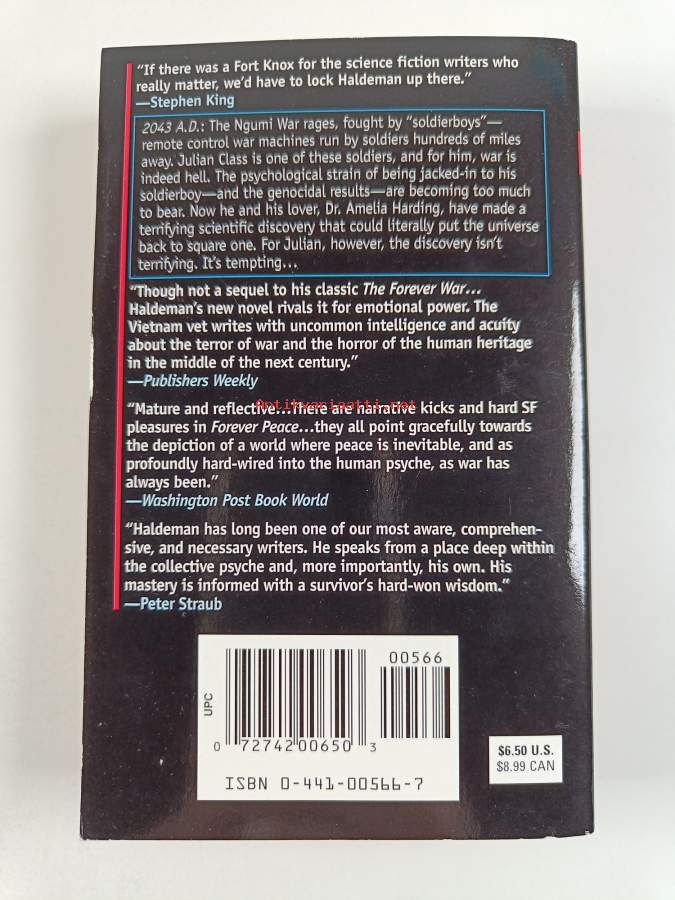 “If there was a Fort Knox for the science fiction writers who
really matter, we’d have to lock Haldeman up there.”
—Stephen King
2043 A.D.: The Ngumi War rages, fought by “soldierboys”—
remote control war machines run by soldiers hundreds of miles
away. Julian Class is one of these soldiers, and for him, war is
indeed hell. The psychological strain of being jacked-in to his
soldierboy—and the genocidal results—are becoming too much
to bear. Now he and his lover, Dr. Amelia Harding, have made a
terrifying scientific discovery that could literally put the universe
back to square one. For Julian, however, the discovery isn’t
terrifying. It’s tempting...
“Though not a sequel to his classic The Forever War...
Haldeman’s new novel rivals it for emotional power. The
Vietnam vet writes with uncommon intelligence and acuity
about the terror of war and the horror of the human heritage
in the middle of the next century.”
—Publishers Weekly
Antikvariaatti.net
“Mature and reflective...There are narrative kicks and hard SF
pleasures in Forever Peace...they all point gracefully towards
the depiction of a world where peace is inevitable, and as
profoundly hard-wired into the human psyche, as war has
always been.”
—Washington Post Book World
“Haldeman has long been one of our most aware, comprehen-
sive, and necessary writers. He speaks from a place deep within
the collective psyche and, more importantly, his own. His
mastery is informed with a survivor’s hard-won wisdom.”
—Peter Straub
00566
UPC
0 72742 00650 3
ISBN 0-441-00566-7
$6.50 U.S.
$8.99 CAN